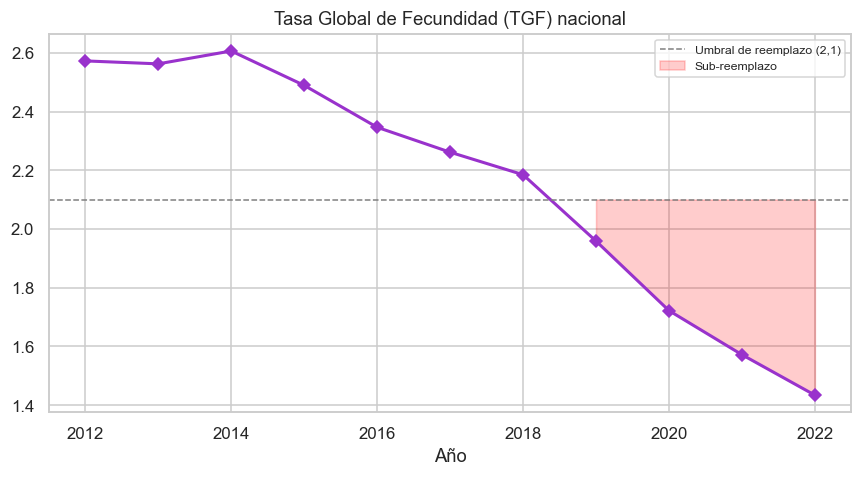 Tasa Global de Fecundidad (TGF) nacional
Umbral de reemplazo (2,1)
Sub-reemplazo
2.6
2.4
2.2
2.0
1.8
1.6
1.4
2012 2014 2016 2018 2020 2022
Año